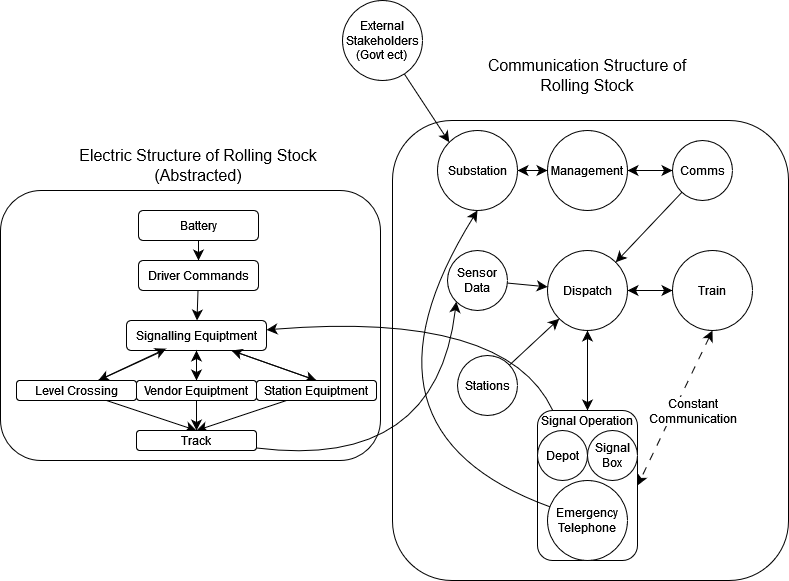 External
Stakeholders
(Govt ect)
Communication Structure of
Rolling Stock
Electric Structure of Rolling Stock
(Abstracted)
Substation
Management
Comms
Battery
Driver Commands
Sensor
Data
Dispatch
Train
Signalling Equiptment
Level Crossing
Vendor Equiptment
Station Equiptment
Stations
Constant
Communication
Signal Operation
Track
Depot
Signal
Box
Emergency
Telephone